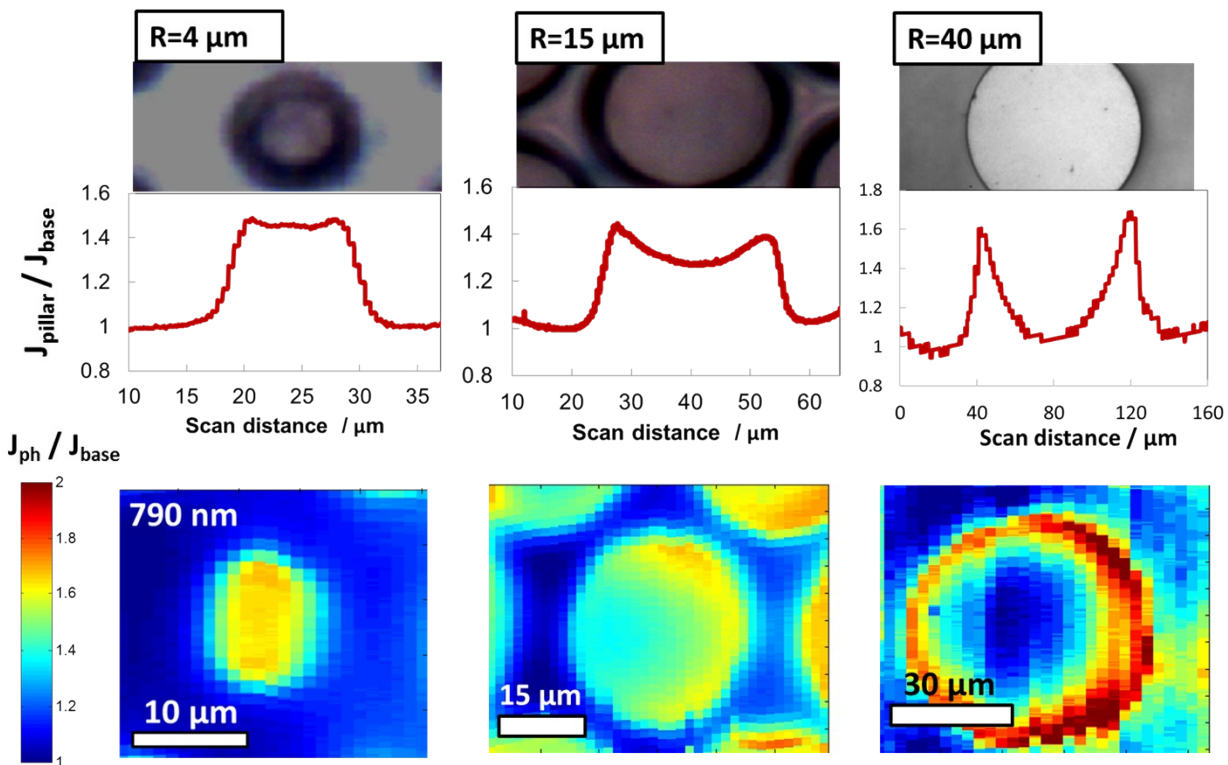 R=4 µm
R=15 µm
R=40 µm
1.6
1.4
1.2
1
0.8
10 15 20 25 30 35
Scan distance / µm
Jpillar / Jbase
1.6
1.4
1.2
1
0.8
10 20 30 40 50 60
Scan distance / µm
1.8
1.6
1.4
1.2
1
0.8
0 40 80 120 160
Scan distance / µm
Jph / Jbase
2
1.8
1.6
1.4
1.2
1
790 nm
10 µm
15 µm
30 µm